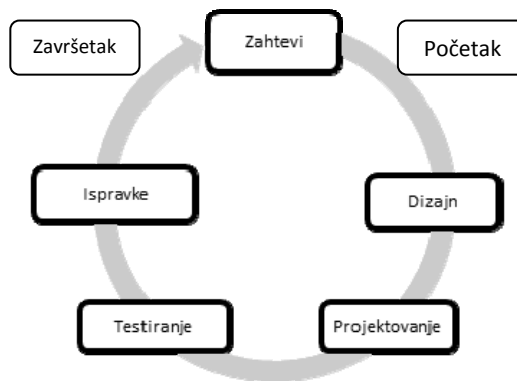 Završetak
Zahtevi
Početak
Ispravke
Dizajn
Testiranje
Projektovanje